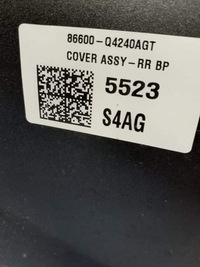 86600-Q4240AGT
COVER ASSY-RR BP
5523
S4AG